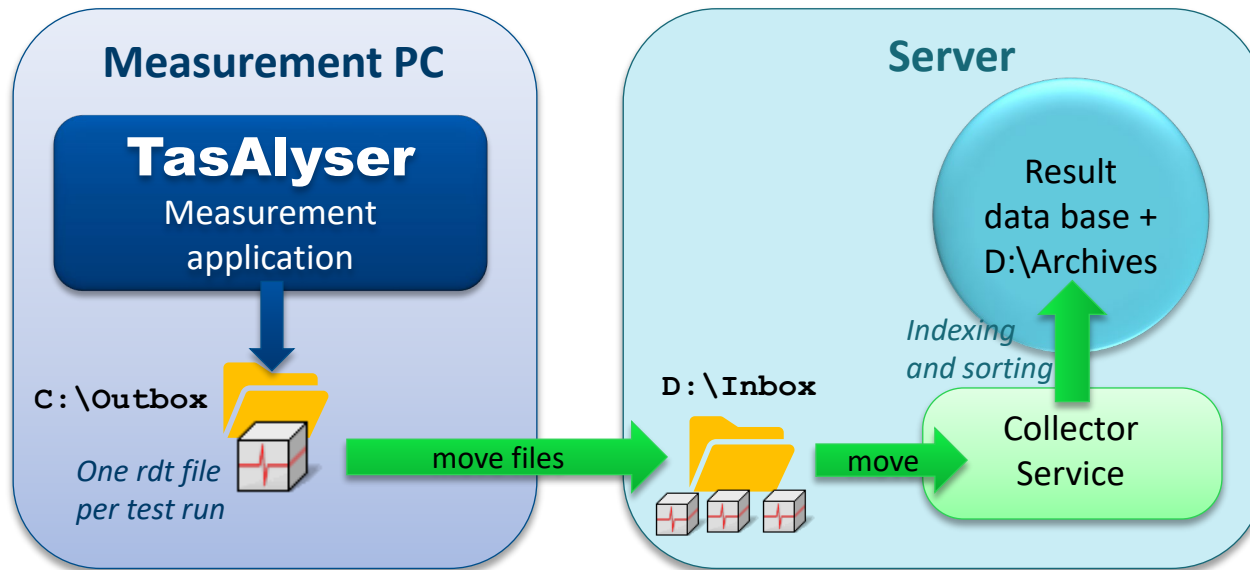 Measurement PC
TasAlyser
Measurement
application
C:\Outbox
One rdt file
per test run
move files
Server
Result
data base +
D:\Archives
Indexing
and sorting
D:\Inbox
move
Collector
Service